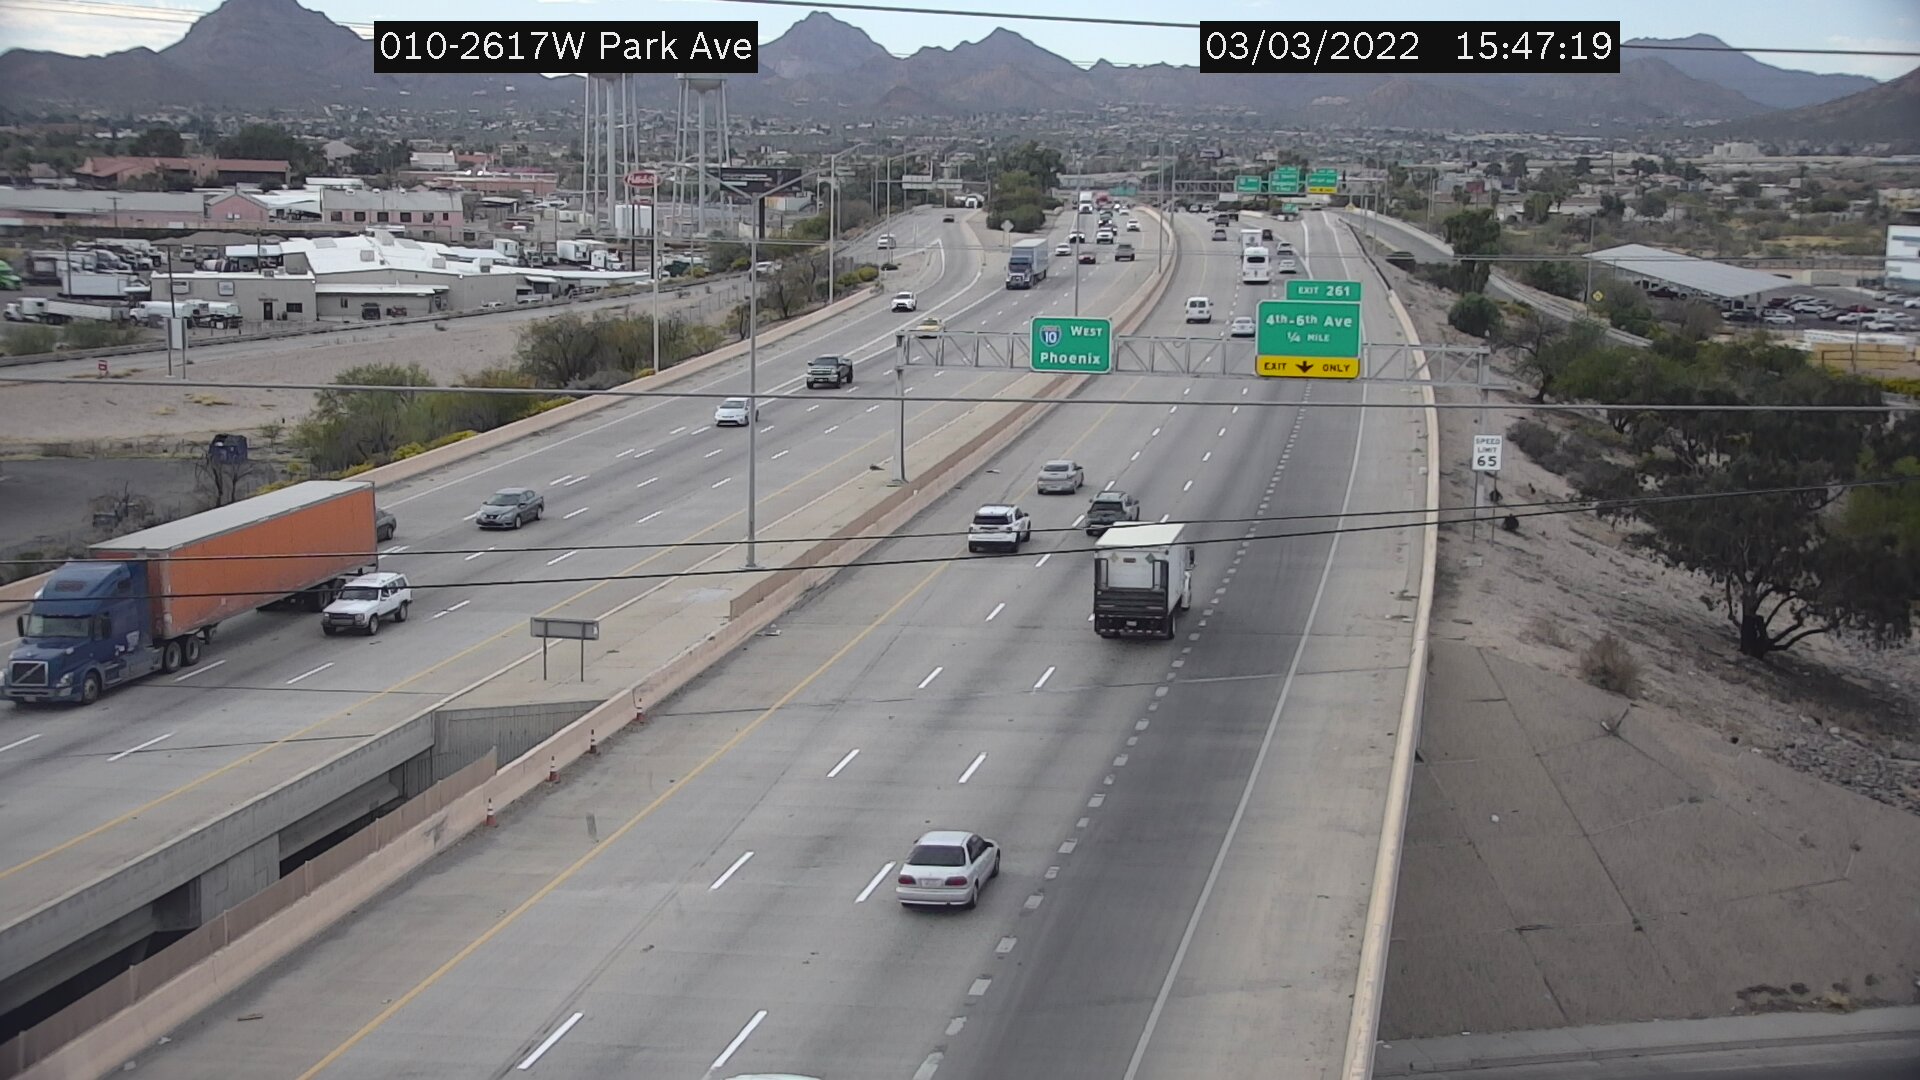 010-2617W Park Ave
03/03/2022 15:47:19
EXIT 261
10 WEST
Phoenix
4th-6th Ave
1/4 MILE
EXIT ONLY
SPEED
LIMIT
65